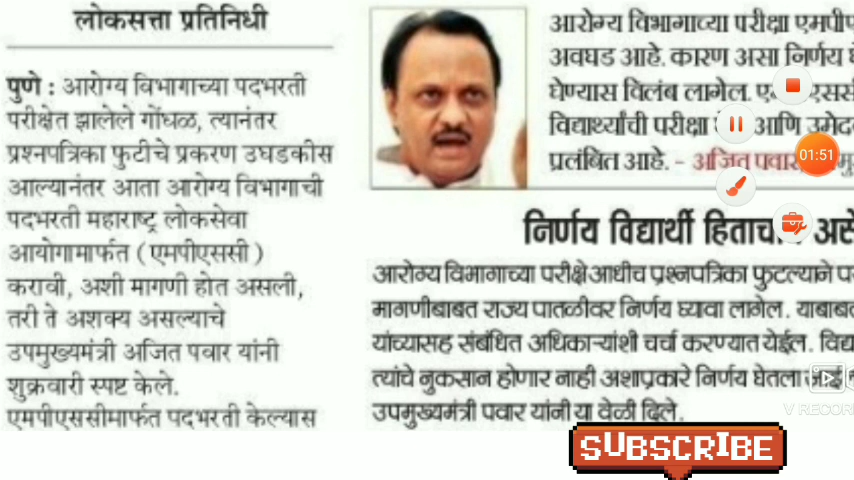 लोकसत्ता प्रतिनिधी
पुणे : आरोग्य विभागाच्या पदभरती
परीक्षेत झालेले गोंधळ, त्यानंतर
प्रश्नपत्रिका फुटीचे प्रकरण उघडकीस
आल्यानंतर आता आरोग्य विभागाची
पदभरती महाराष्ट्र लोकसेवा
आयोगामार्फत (एमपीएससी)
करावी, अशी मागणी होत असली,
तरी ते अशक्य असल्याचे
उपमुख्यमंत्री अजित पवार यांनी
शुक्रवारी स्पष्ट केले.
एमपीएससीमार्फत पदभरती केल्यास
आरोग्य विभागाच्या परीक्षा
अवघड आहे. कारण असा निर्णय
घेण्यास विलंब लागेल.
विद्यार्थ्यांची परीक्षा आणि
प्रलंबित आहे. - अजित पवार,
निर्णय विद्यार्थी हिताचा
आरोग्य विभागाच्या परीक्षेआधीच प्रश्नपत्रिका फुटल्याने
मागणीबाबत राज्य पातळीवर निर्णय घ्यावा लागेल. याबाबत
यांच्यासह संबंधित अधिकाऱ्यांशी चर्चा करण्यात येईल.
त्यांचे नुकसान होणार नाही अशाप्रकारे निर्णय घेतला जाईल
उपमुख्यमंत्री पवार यांनी या वेळी दिले.
01:51
V RECOR
SUBSCRIBE